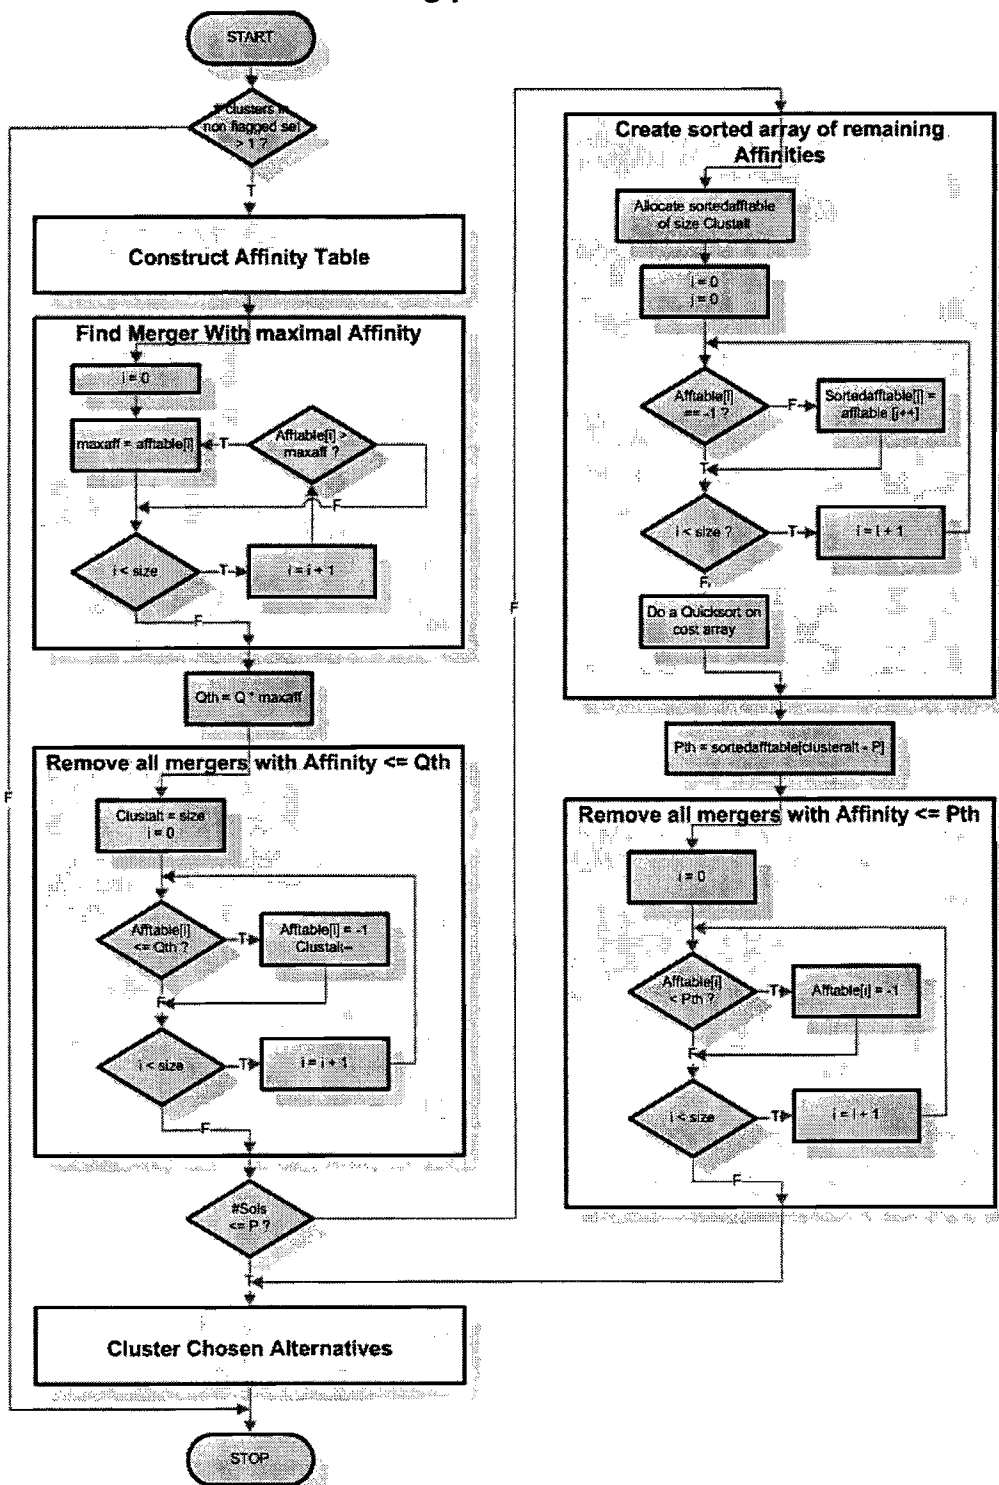 START
clusters in
non flagged set
> 1 ?
T
Construct Affinity Table
Find Merger With maximal Affinity
i = 0
maxaff = afftable[i]
T
Afftable[i] >
maxaff ?
F
i < size
T
i = i + 1
F
Qth = Q * maxaff
Remove all mergers with Affinity <= Qth
Clustalt = size
i = 0
Afftable[i]
<= Qth ?
T
Afftable[i] = -1
Clustalt--
F
i < size
T
i = i + 1
F
#Sols
<= P ?
T
Cluster Chosen Alternatives
STOP
F
F
Create sorted array of remaining
Affinities
Allocate sortedafftable
of size Clustalt
i = 0
j = 0
Afftable[i]
== -1 ?
F
Sortedafftable[j] =
afftable [j++]
T
i < size ?
T
i = i + 1
F
Do a Quicksort on
cost array
Pth = sortedafftable[clusteralt - P]
Remove all mergers with Affinity <= Pth
i = 0
Afftable[i]
< Pth ?
T
Afftable[i] = -1
F
i < size
T
i = i + 1
F